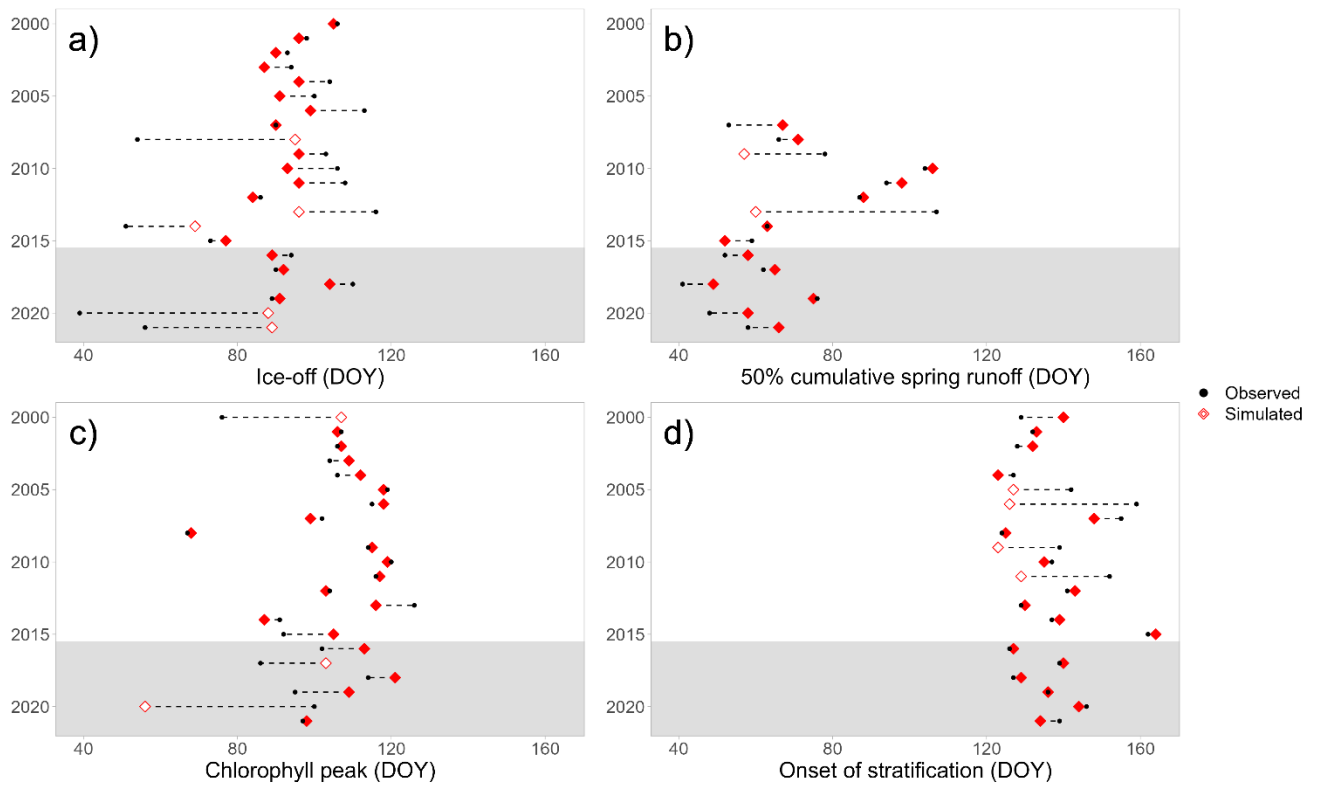 a)
2000
2005
2010
2015
2020
40 80 120 160
Ice-off (DOY)
b)
2000
2005
2010
2015
2020
40 80 120 160
50% cumulative spring runoff (DOY)
c)
2000
2005
2010
2015
2020
40 80 120 160
Chlorophyll peak (DOY)
d)
2000
2005
2010
2015
2020
40 80 120 160
Onset of stratification (DOY)
Observed
Simulated